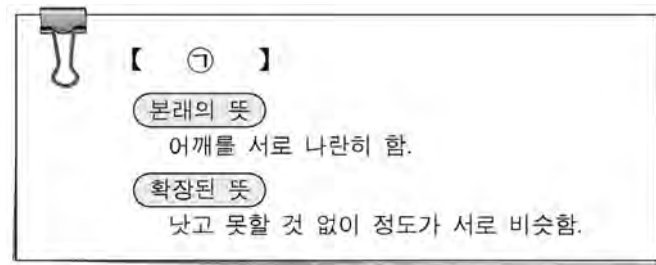 【 ㉠ 】
본래의 뜻
어깨를 서로 나란히 함.
확장된 뜻
낫고 못할 것 없이 정도가 서로 비슷함.